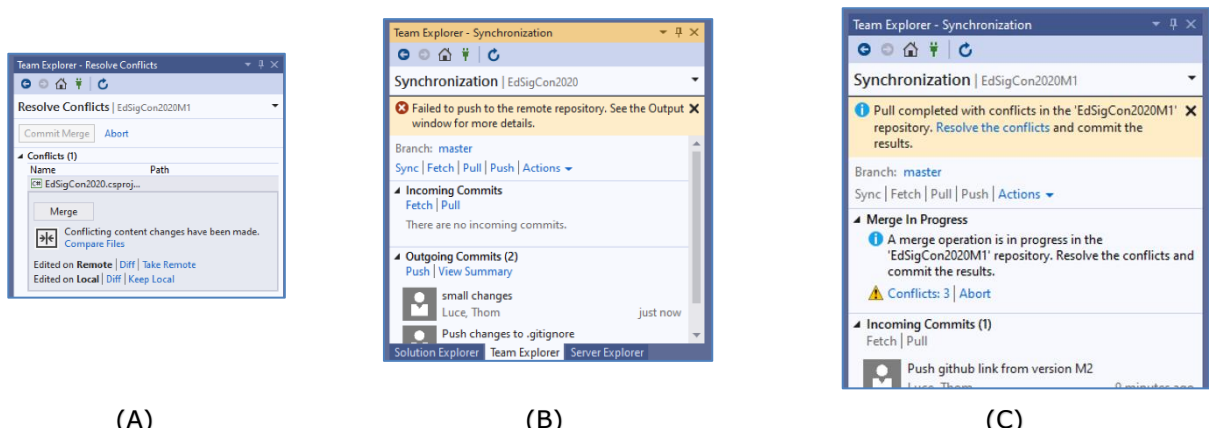 Team Explorer - Resolve Conflicts
Resolve Conflicts | EdSigCon2020M1
Commit Merge Abort
Conflicts (1)
Name Path
C# EdSigCon2020.csproj...
Merge
Conflicting content changes have been made.
Compare Files
Edited on Remote | Diff | Take Remote
Edited on Local | Diff | Keep Local
(A)
Team Explorer - Synchronization
Synchronization | EdSigCon2020
Failed to push to the remote repository. See the Output
window for more details.
Branch: master
Sync | Fetch | Pull | Push | Actions
Incoming Commits
Fetch | Pull
There are no incoming commits.
Outgoing Commits (2)
Push | View Summary
small changes
Luce, Thom just now
Push changes to .gitignore
Solution Explorer Team Explorer Server Explorer
(B)
Team Explorer - Synchronization
Synchronization | EdSigCon2020M1
Pull completed with conflicts in the 'EdSigCon2020M1'
repository. Resolve the conflicts and commit the
results.
Branch: master
Sync | Fetch | Pull | Push | Actions
Merge In Progress
A merge operation is in progress in the
'EdSigCon2020M1' repository. Resolve the conflicts and
commit the results.
Conflicts: 3 | Abort
Incoming Commits (1)
Fetch | Pull
Push github link from version M2
Luce, Thom 9 minutes ago
(C)